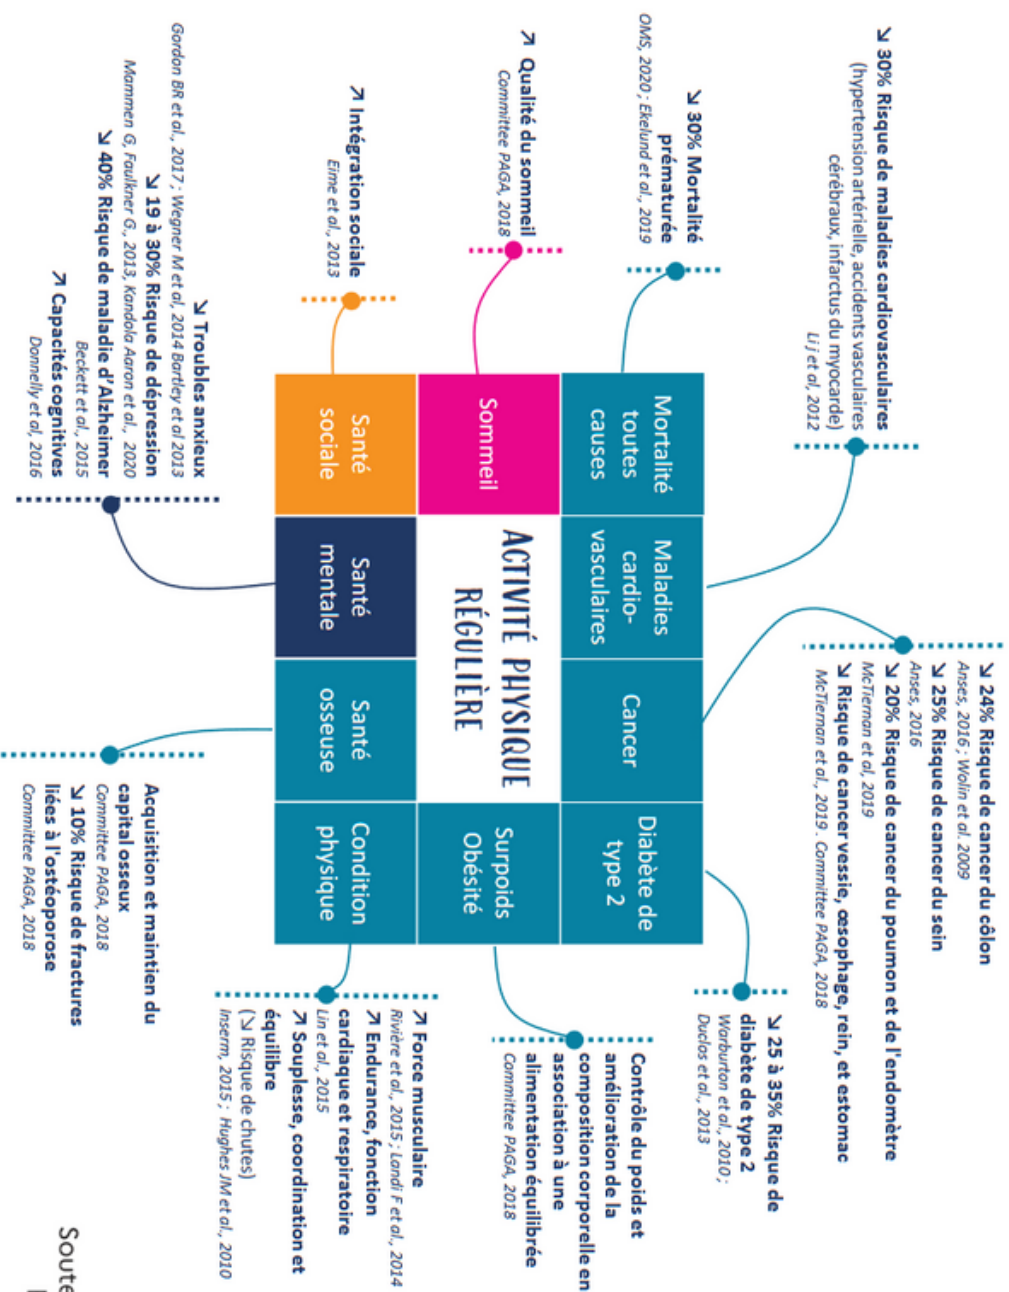 ↘ 30% Risque de maladies cardiovasculaires
(hypertension artérielle, accidents vasculaires
cérébraux, infarctus du myocarde)
Li j et al, 2012
↘ 24% Risque de cancer du côlon
Anses, 2016 ; Wolin et al. 2009
↘ 25% Risque de cancer du sein
Anses, 2016
↘ 20% Risque de cancer du poumon et de l'endomètre
McTiernan et al, 2019
↘ Risque de cancer vessie, œsophage, rein, et estomac
McTiernan et al., 2019 . Committee PAGA, 2018
↘ 30% Mortalité
prématurée
OMS, 2020 ; Ekelund et al., 2019
↘ 25 à 35% Risque de
diabète de type 2
Warburton et al., 2010 ;
Duclos et al., 2013
Mortalité
toutes
causes
Maladies
cardio-
vasculaires
Cancer
Diabète de
type 2
↗ Qualité du sommeil
Committee PAGA, 2018
Sommeil
ACTIVITÉ PHYSIQUE
RÉGULIÈRE
Surpoids
Obésité
Contrôle du poids et
amélioration de la
composition corporelle en
association à une
alimentation équilibrée
Committee PAGA, 2018
↗ Intégration sociale
Eime et al., 2013
Santé
sociale
Santé
mentale
Santé
osseuse
Condition
physique
↗ Force musculaire
Rivière et al., 2015 ; Landi F et al., 2014
↗ Endurance, fonction
cardiaque et respiratoire
Lin et al., 2015
↗ Souplesse, coordination et
équilibre
(↘ Risque de chutes)
Inserm, 2015 ; Hughes JM et al., 2010
↘ Troubles anxieux
Gordon BR et al., 2017 ; Wegner M et al, 2014 Bartley et al 2013
↘ 19 à 30% Risque de dépression
Mammen G, Faulkner G., 2013, Kandola Aaron et al., 2020
↘ 40% Risque de maladie d'Alzheimer
Beckett et al., 2015
↗ Capacités cognitives
Donnelly et al, 2016
Acquisition et maintien du
capital osseux
Committee PAGA, 2018
↘ 10% Risque de fractures
liées à l'ostéoporose
Committee PAGA, 2018